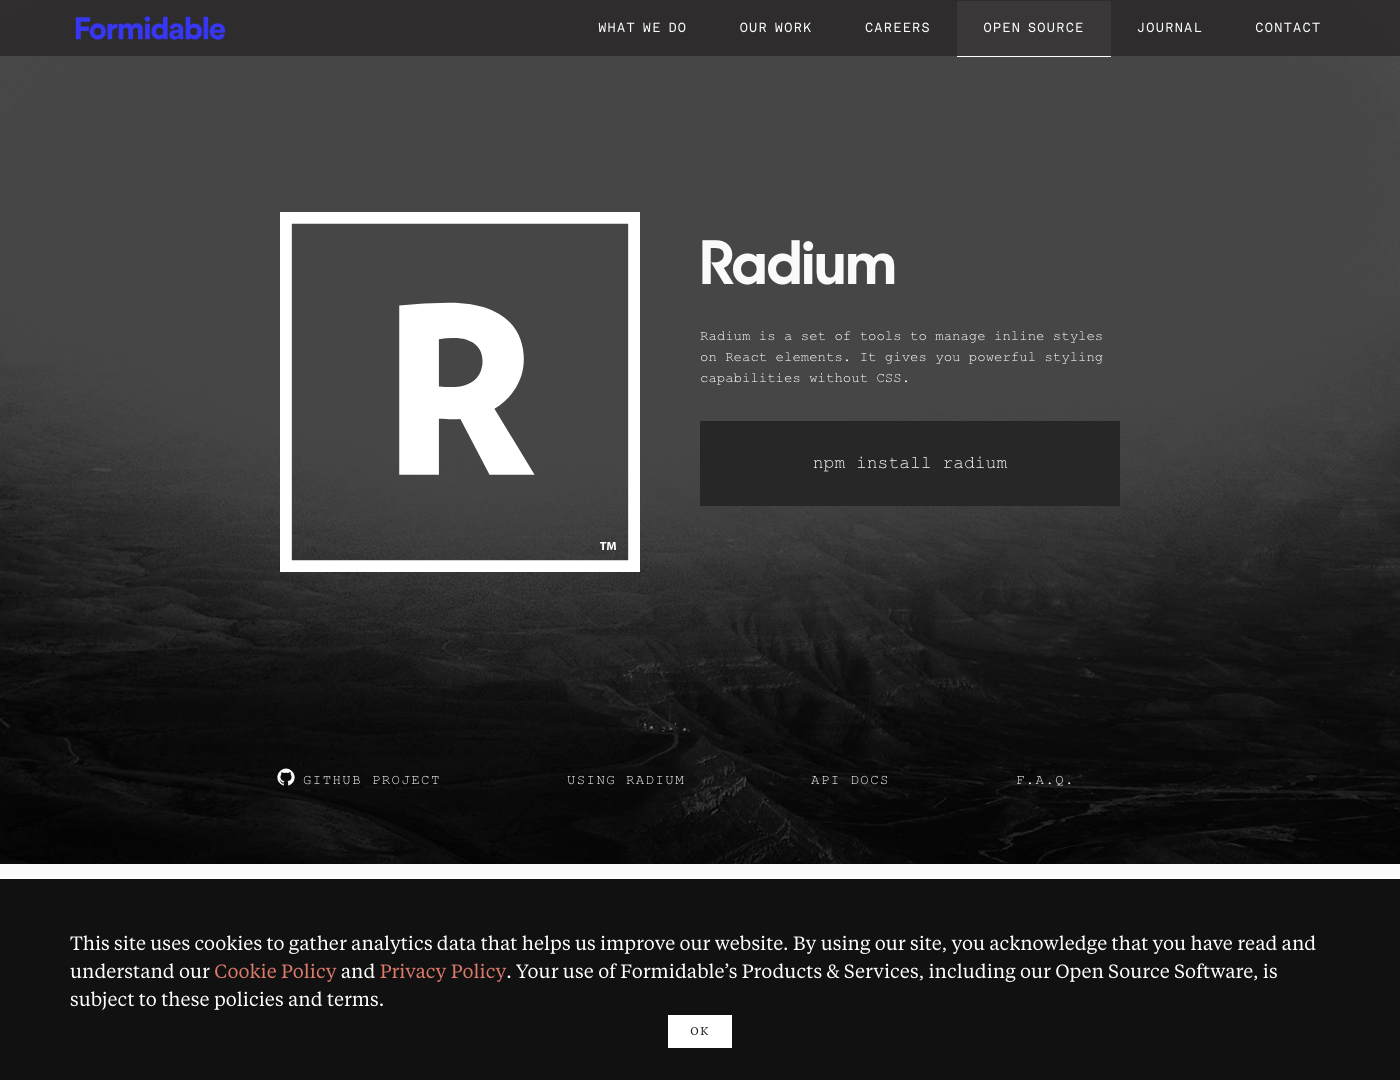 Formidable
WHAT WE DO
OUR WORK
CAREERS
OPEN SOURCE
JOURNAL
CONTACT
R
TM
Radium
Radium is a set of tools to manage inline styles
on React elements. It gives you powerful styling
capabilities without CSS.
npm install radium
GITHUB PROJECT
USING RADIUM
API DOCS
F.A.Q.
This site uses cookies to gather analytics data that helps us improve our website. By using our site, you acknowledge that you have read and
understand our Cookie Policy and Privacy Policy. Your use of Formidable’s Products & Services, including our Open Source Software, is
subject to these policies and terms.
OK